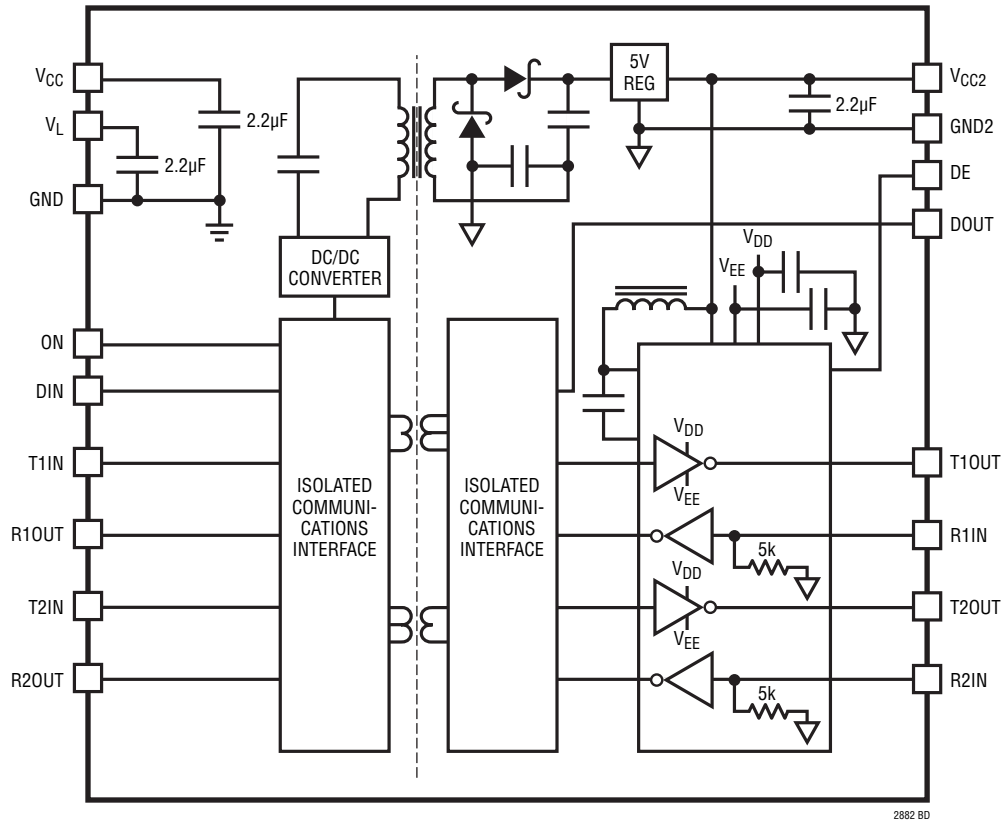 VCC
VL
GND
ON
DIN
T1IN
R1OUT
T2IN
R2OUT
2.2µF
2.2µF
DC/DC
CONVERTER
ISOLATED
COMMUNI-
CATIONS
INTERFACE
ISOLATED
COMMUNI-
CATIONS
INTERFACE
5V
REG
2.2µF
VDD
VEE
VDD
VEE
5k
VDD
VEE
5k
VCC2
GND2
DE
DOUT
T1OUT
R1IN
T2OUT
R2IN
2882 BD